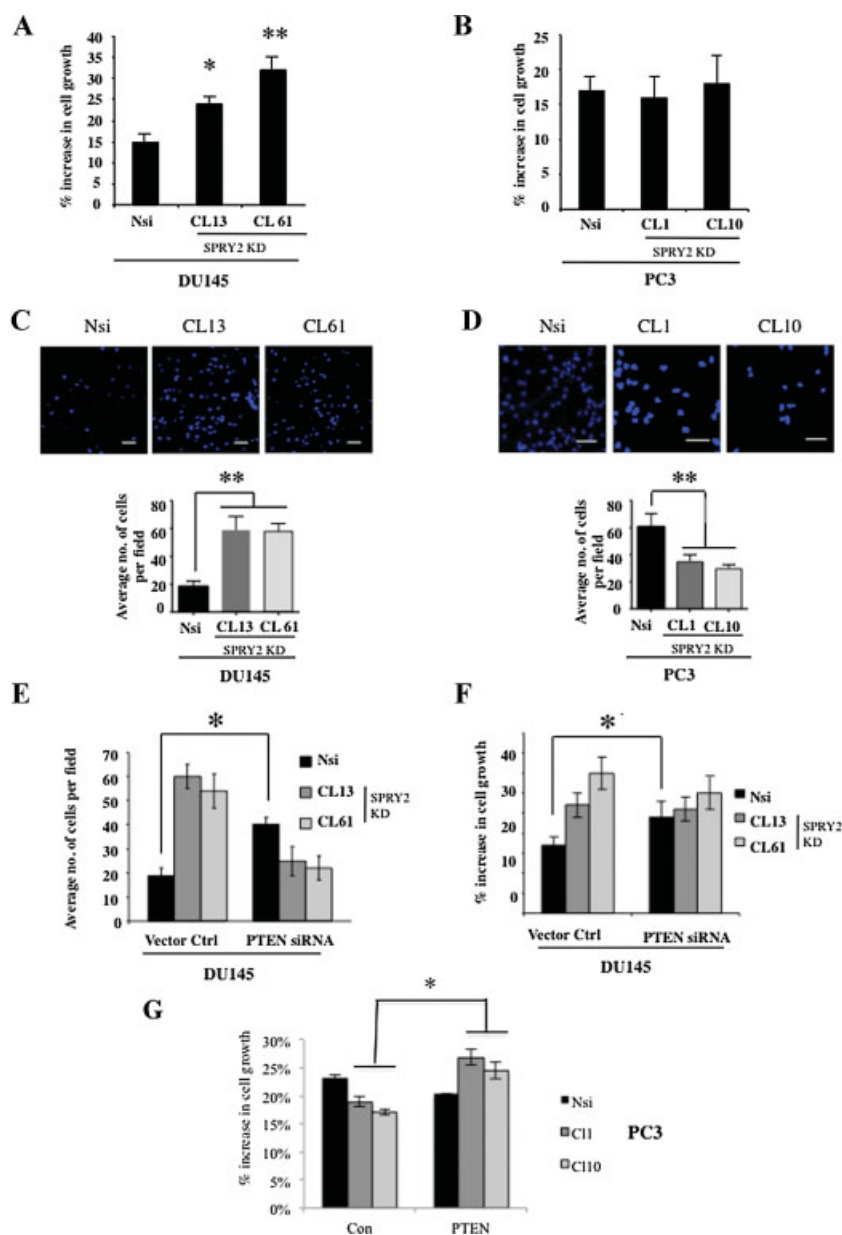 A
% increase in cell growth
40
35
30
25
20
15
10
5
0
*
**
Nsi CL13 CL 61
SPRY2 KD
DU145
B
% increase in cell growth
25
20
15
10
5
0
Nsi CL1 CL10
SPRY2 KD
PC3
C
Nsi CL13 CL61
**
Average no. of cells
per field
80
60
40
20
0
Nsi CL13 CL 61
SPRY2 KD
DU145
D
Nsi CL1 CL10
**
Average no. of cells
per field
80
60
40
20
0
Nsi CL1 CL10
SPRY2 KD
PC3
E
*
Average no. of cells per field
70
60
50
40
30
20
10
0
Nsi
CL13
CL61
SPRY2
KD
Vector Ctrl PTEN siRNA
DU145
F
*
% increase in cell growth
40
30
20
10
0
Nsi
CL13
CL61
SPRY2
KD
Vector Ctrl PTEN siRNA
DU145
G
*
% increase in cell growth
30%
25%
20%
15%
10%
5%
0%
Con PTEN
Nsi
Cl1
Cl10
PC3